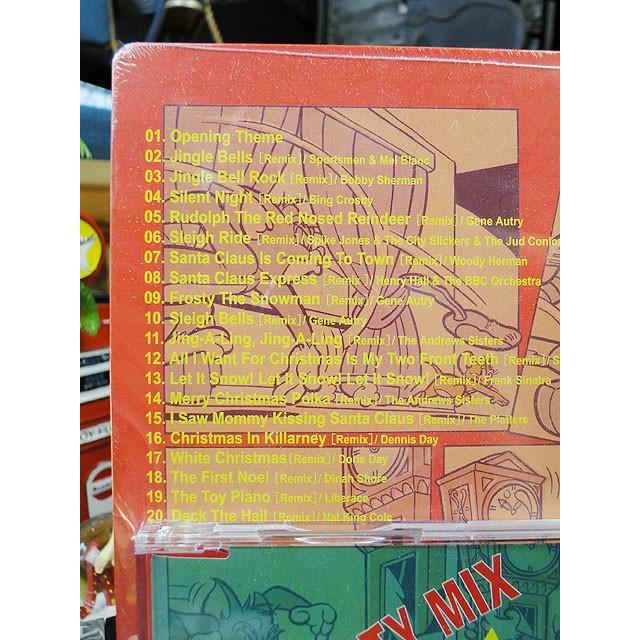 01. Opening Theme
02. Jingle Bells [Remix] / Sportsmen & Mel Blanc
03. Jingle Bell Rock [Remix] / Bobby Sherman
04. Silent Night [Remix] / Bing Crosby
05. Rudolph The Red Nosed Reindeer [Remix] / Gene Autry
06. Sleigh Ride [Remix] / Spike Jones & The City Slickers & The Jud Conlo
07. Santa Claus Is Coming To Town [Remix] / Woody Herman
08. Santa Claus Express [Remix] / Henry Hall & The BBC Orchestra
09. Frosty The Snowman [Remix] / Gene Autry
10. Sleigh Bells [Remix] / Gene Autry
11. Jing-A-Ling, Jing-A-Ling [Remix] / The Andrews Sisters
12. All I Want For Christmas Is My Two Front Teeth [Remix] / S
13. Let It Snow! Let It Snow! Let It Snow! [Remix] / Frank Sinatra
14. Merry Christmas Polka [Remix] / The Andrews Sisters
15. I Saw Mommy Kissing Santa Claus [Remix] / The Platters
16. Christmas In Killarney [Remix] / Dennis Day
17. White Christmas [Remix] / Doris Day
18. The First Noel [Remix] / Dinah Shore
19. The Toy Piano [Remix] / Liberace
20. Deck The Hall [Remix] / Nat King Cole
TY MIX